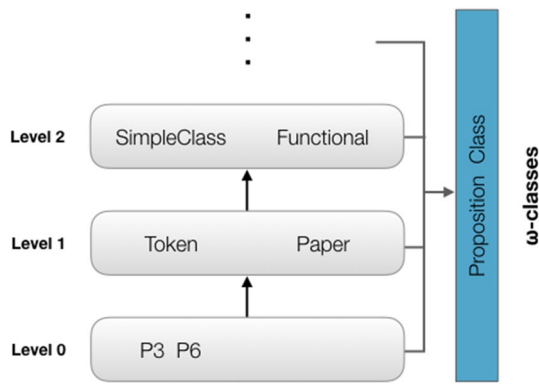 Level 2
SimpleClass Functional
Level 1
Token Paper
Level 0
P3 P6
Proposition Class
ω-classes